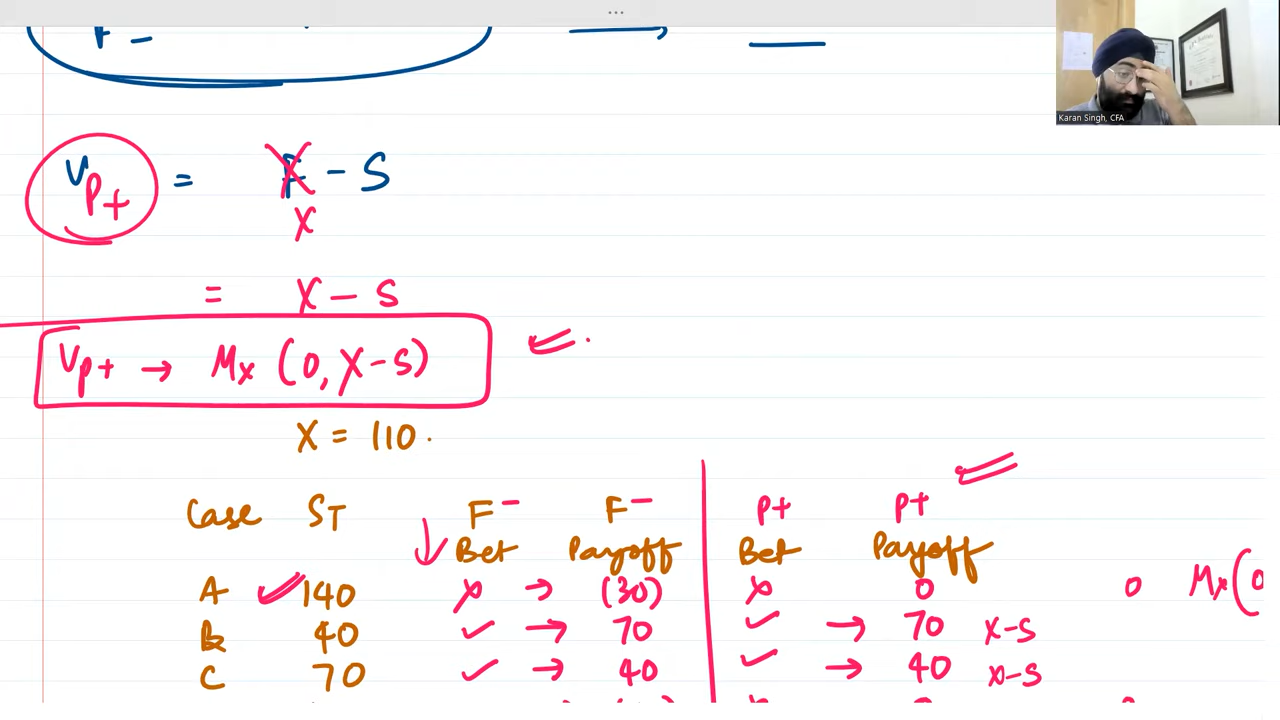 F -
Karan Singh, CFA
Vp+ = F - S
X
= X - S
Vp+ → Mx (0, X-S)
X = 110.
Case ST F- F- P+ P+
Bet Payoff Bet Payoff
A 140 x → (30) x 0 0 Mx(0
B 40 ✓ → 70 ✓ → 70 X-S
C 70 ✓ → 40 ✓ → 40 X-S